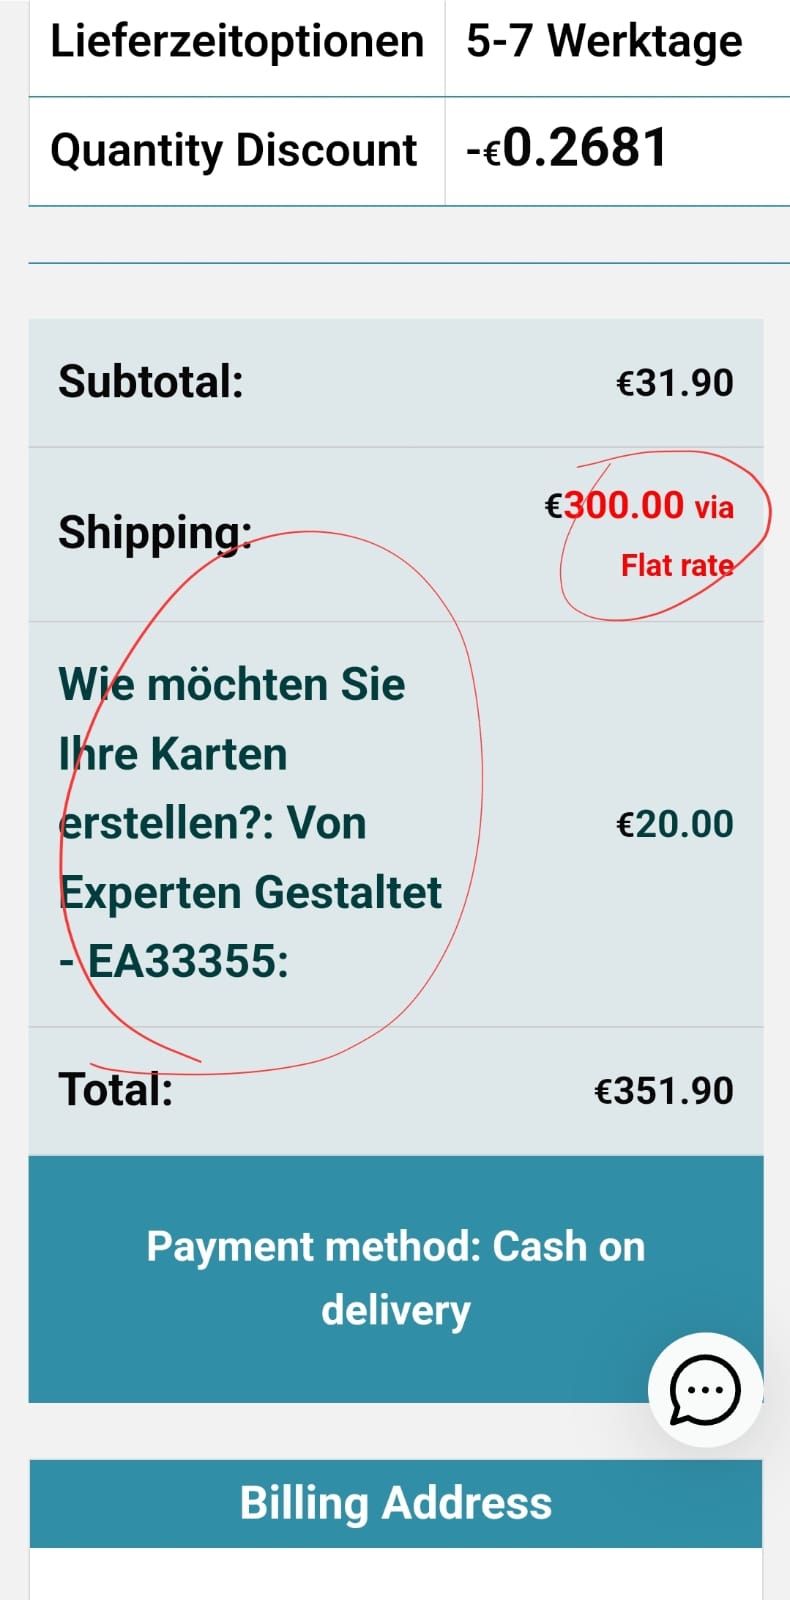 Lieferzeitoptionen 5-7 Werktage
Quantity Discount -€0.2681
Subtotal: €31.90
Shipping: €300.00 via
Flat rate
Wie möchten Sie
Ihre Karten
erstellen?: Von €20.00
Experten Gestaltet
- EA33355:
Total: €351.90
Payment method: Cash on
delivery
Billing Address